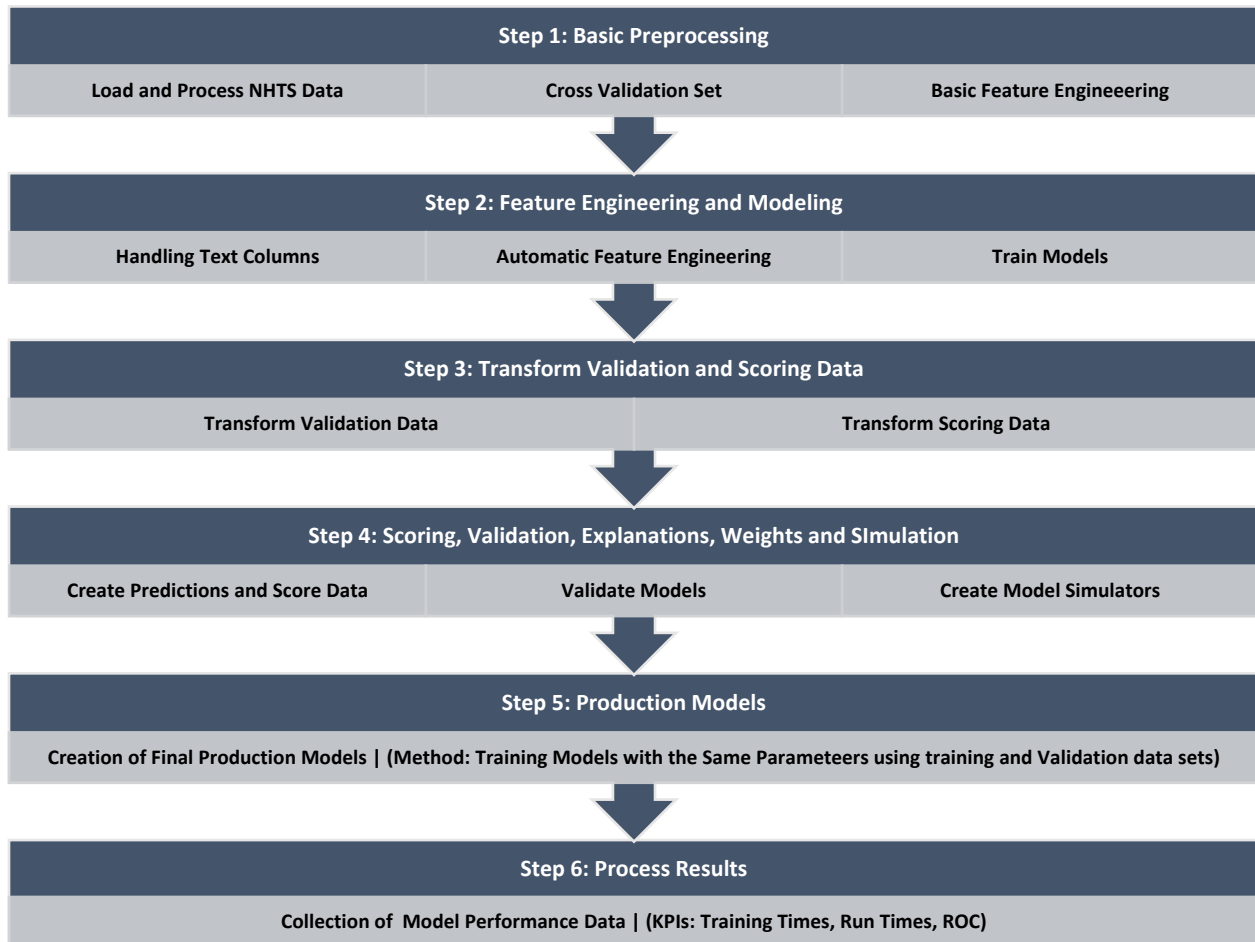 Step 1: Basic Preprocessing
Load and Process NHTS Data
Cross Validation Set
Basic Feature Engineeering
Step 2: Feature Engineering and Modeling
Handling Text Columns
Automatic Feature Engineering
Train Models
Step 3: Transform Validation and Scoring Data
Transform Validation Data
Transform Scoring Data
Step 4: Scoring, Validation, Explanations, Weights and SImulation
Create Predictions and Score Data
Validate Models
Create Model Simulators
Step 5: Production Models
Creation of Final Production Models | (Method: Training Models with the Same Parameteers using training and Validation data sets)
Step 6: Process Results
Collection of  Model Performance Data | (KPIs: Training Times, Run Times, ROC)